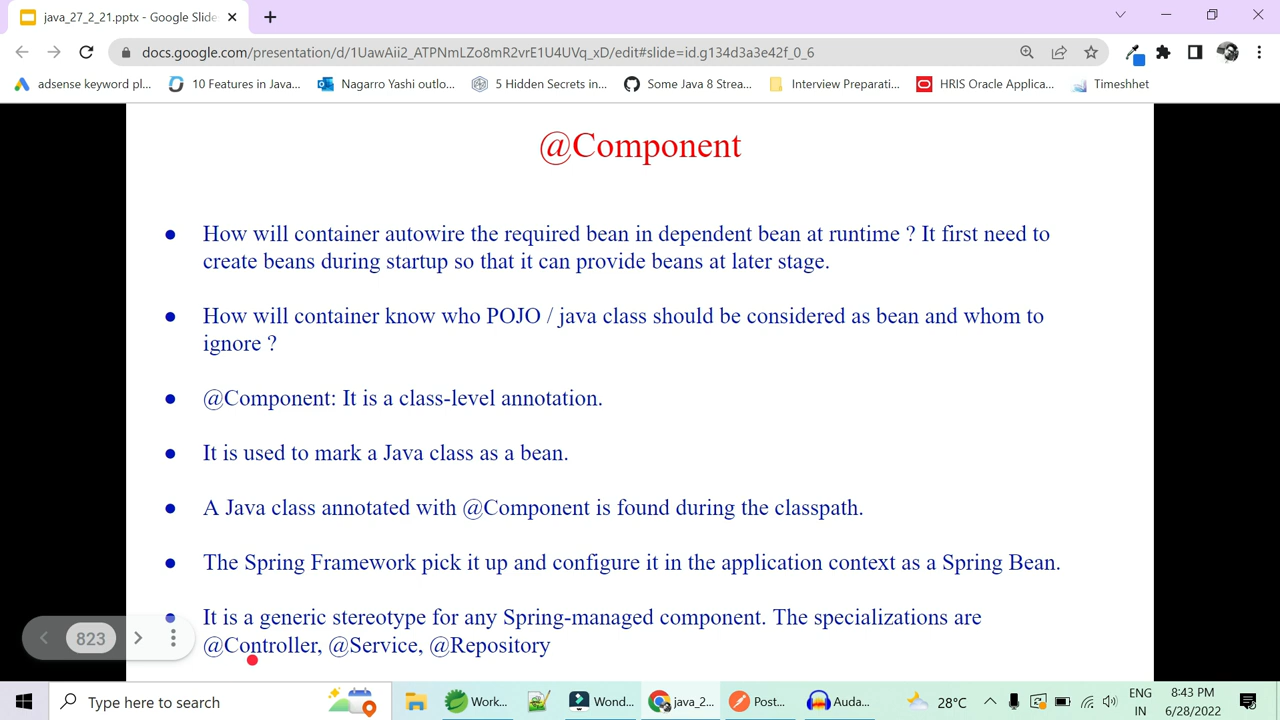 java_27_2_21.pptx - Google Slide
docs.google.com/presentation/d/1UawAii2_ATPNmLZo8mR2vrE1U4UVq_xD/edit#slide=id.g134d3a3e42f_0_6
adsense keyword pl...
10 Features in Java...
Nagarro Yashi outlo...
5 Hidden Secrets in...
Some Java 8 Strea...
Interview Preparati...
HRIS Oracle Applica...
Timeshhet
@Component
● How will container autowire the required bean in dependent bean at runtime ? It first need to
create beans during startup so that it can provide beans at later stage.
● How will container know who POJO / java class should be considered as bean and whom to
ignore ?
● @Component: It is a class-level annotation.
● It is used to mark a Java class as a bean.
● A Java class annotated with @Component is found during the classpath.
● The Spring Framework pick it up and configure it in the application context as a Spring Bean.
● It is a generic stereotype for any Spring-managed component. The specializations are
@Controller, @Service, @Repository
823
Type here to search
Work...
Wond...
java_2...
Post...
Auda...
28°C
ENG
IN
8:43 PM
6/28/2022